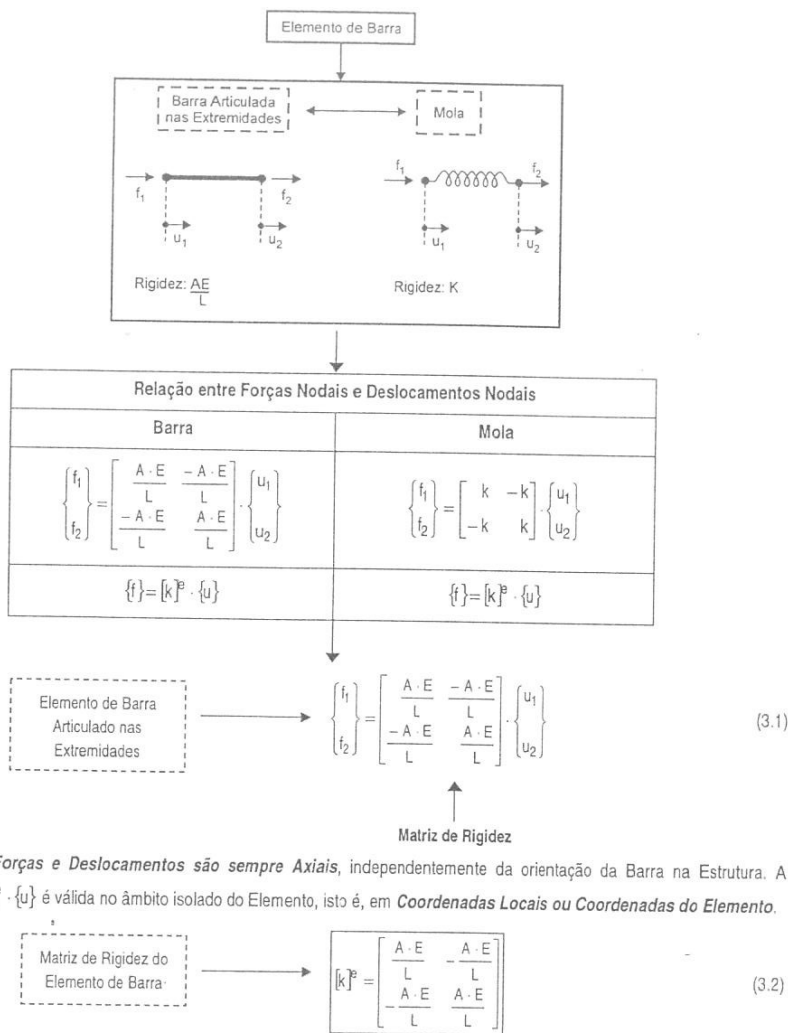 Elemento de Barra
Barra Articulada
nas Extremidades
Mola
f₁
f₂
u₁
u₂
Rigidez: AE/L
f₁
f₂
u₁
u₂
Rigidez: K
Relação entre Forças Nodais e Deslocamentos Nodais
Barra
Mola
{f₁ f₂} = [A · E/L −A · E/L; −A · E/L A · E/L] · {u₁ u₂}
{f₁ f₂} = [k −k; −k k] · {u₁ u₂}
{f} = [k]ᵉ · {u}
{f} = [k]ᵉ · {u}
Elemento de Barra
Articulado nas
Extremidades
{f₁ f₂} = [A · E/L −A · E/L; −A · E/L A · E/L] · {u₁ u₂}
(3.1)
Matriz de Rigidez
Forças e Deslocamentos são sempre Axiais, independentemente da orientação da Barra na Estrutura. A
· {u} é válida no âmbito isolado do Elemento, isto é, em Coordenadas Locais ou Coordenadas do Elemento.
Matriz de Rigidez do
Elemento de Barra
[k]ᵉ = [A · E/L −A · E/L; −A · E/L A · E/L]
(3.2)